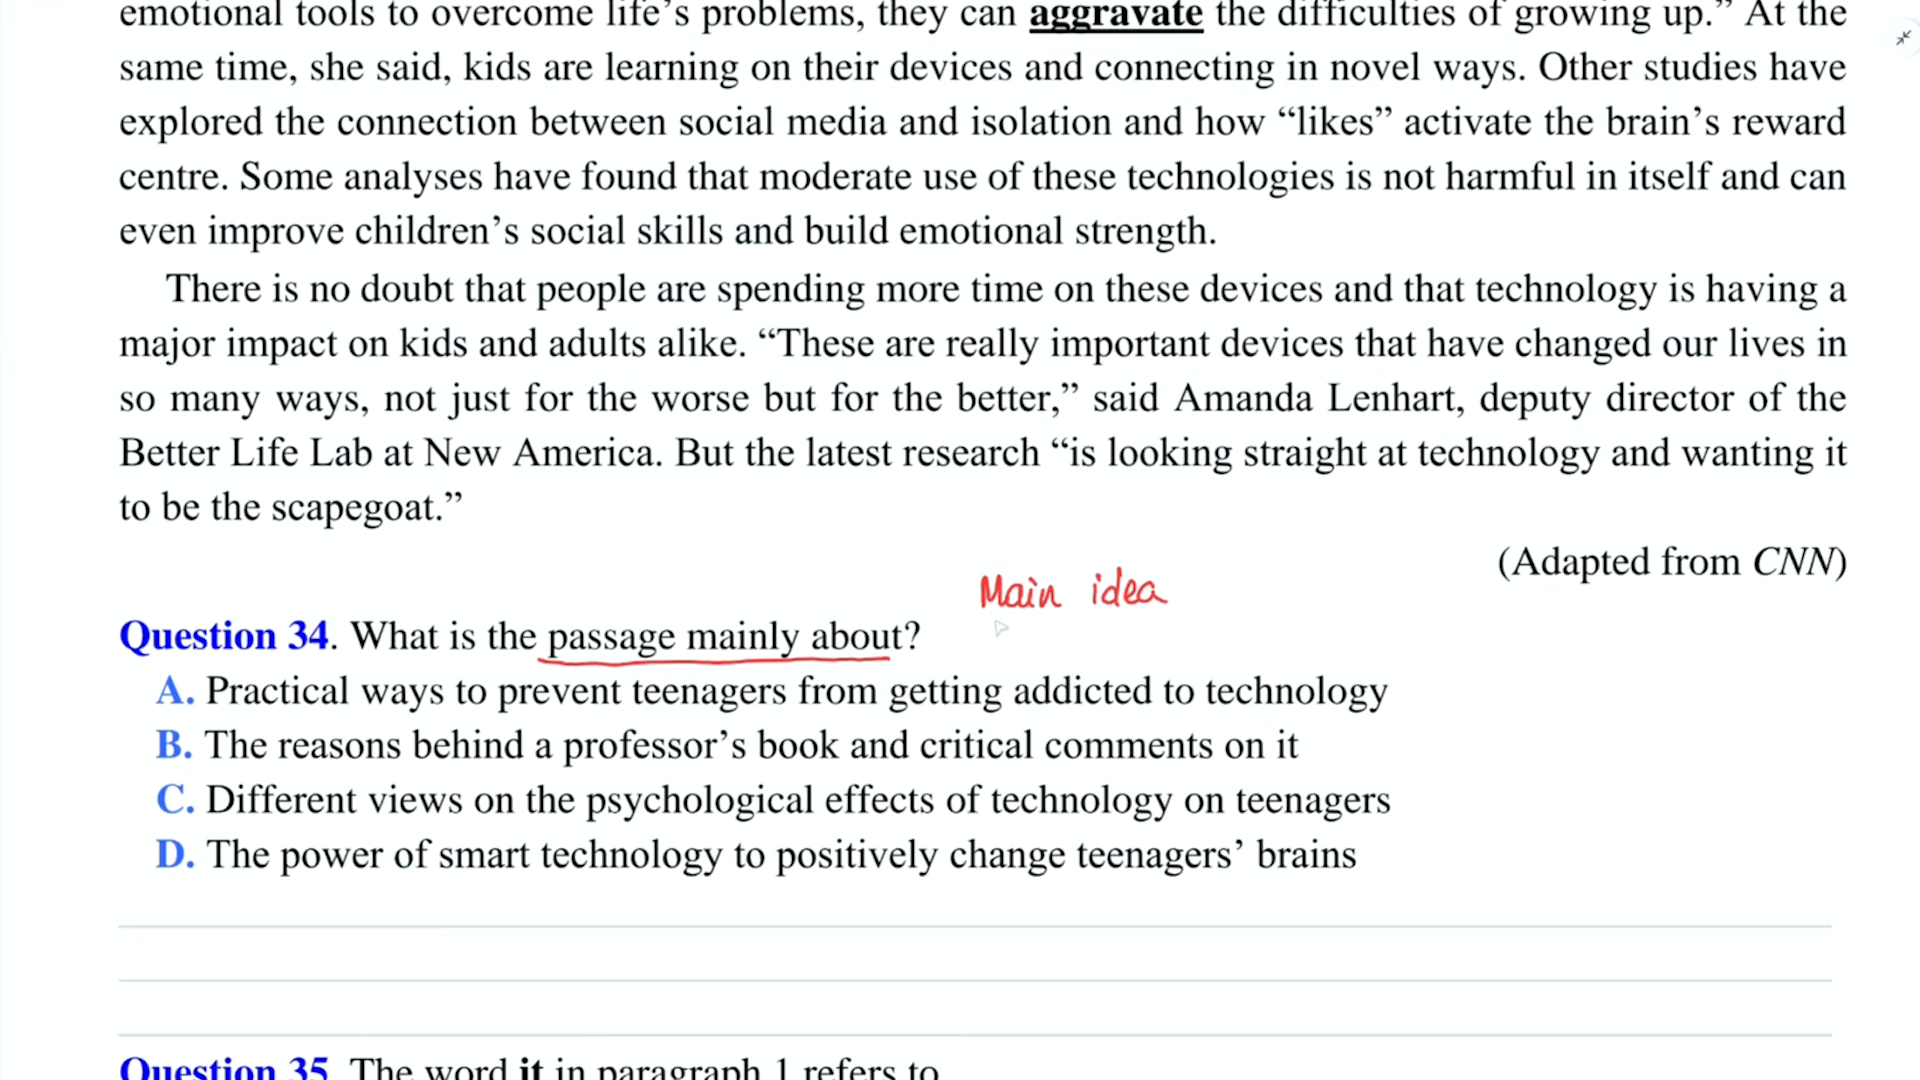 emotional tools to overcome life’s problems, they can aggravate the difficulties of growing up.” At the
same time, she said, kids are learning on their devices and connecting in novel ways. Other studies have
explored the connection between social media and isolation and how “likes” activate the brain’s reward
centre. Some analyses have found that moderate use of these technologies is not harmful in itself and can
even improve children’s social skills and build emotional strength.
There is no doubt that people are spending more time on these devices and that technology is having a
major impact on kids and adults alike. “These are really important devices that have changed our lives in
so many ways, not just for the worse but for the better,” said Amanda Lenhart, deputy director of the
Better Life Lab at New America. But the latest research “is looking straight at technology and wanting it
to be the scapegoat.”
(Adapted from CNN)
Main idea
Question 34. What is the passage mainly about?
A. Practical ways to prevent teenagers from getting addicted to technology
B. The reasons behind a professor’s book and critical comments on it
C. Different views on the psychological effects of technology on teenagers
D. The power of smart technology to positively change teenagers’ brains
Question 35. The word it in paragraph 1 refers to